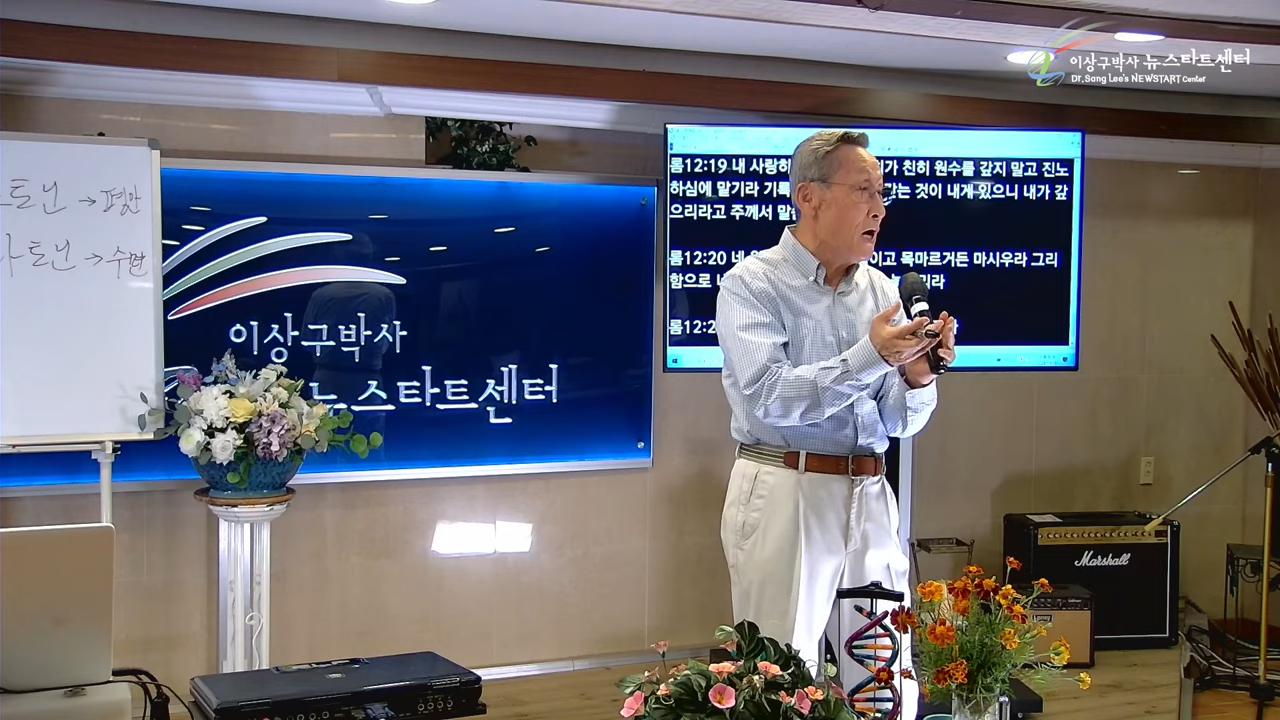 이상구박사 뉴스타트센터
Dr. Sang Lee's NEWSTART Center
토닌 → 평안
토닌 → 수면
이상구박사
뉴스타트센터
롬12:19 내 사랑하 가 친히 원수를 갚지 말고 진노
하심에 맡기라 기록 갚는 것이 내게 있으니 내가 갚
으리라고 주께서 말
롬12:20 네 이고 목마르거든 마시우라 그리
함으로 리라
롬12:2
Marshall
Laney